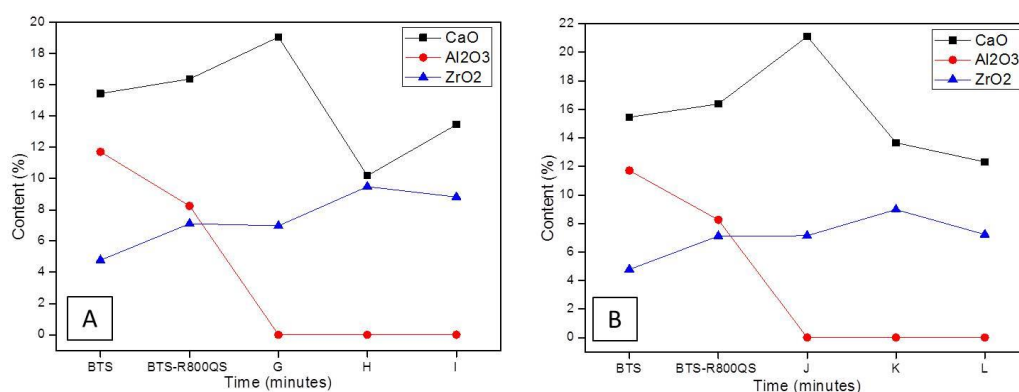 20
18
16
14
12
10
8
6
4
2
0
Content (%)
CaO
Al2O3
ZrO2
A
BTS BTS-R800QS G H I
Time (minutes)
22
20
18
16
14
12
10
8
6
4
2
0
Content (%)
CaO
Al2O3
ZrO2
B
BTS BTS-R800QS J K L
Time (minutes)